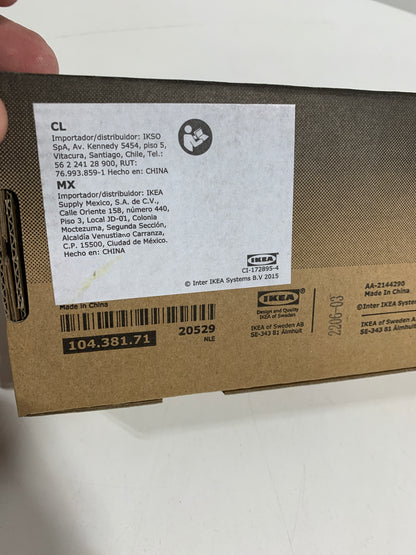 CL
Importador/distribuidor: IKSO
SpA, Av. Kennedy 5454, piso 5,
Vitacura, Santiago, Chile, Tel.:
56 2 241 28 900, RUT:
76.993.859-1 Hecho en: CHINA
MX
Importador/distribuidor: IKEA
Supply Mexico, S.A. de C.V.,
Calle Oriente 158, número 440,
Piso 3, Local JD-01, Colonia
Moctezuma, Segunda Sección,
Alcaldía Venustiano Carranza,
C.P. 15500, Ciudad de México.
Hecho en: CHINA
IKEA
CI-172895-4
© Inter IKEA Systems B.V 2015
Made in China
104.381.71
20529
NLE
IKEA
Design and Quality
IKEA of Sweden
IKEA of Sweden AB
SE-343 81 Älmhult
2206-03
AA-2144290
Made in China
©Inter IKEA Systems
IKEA of Swede
SE-343 81 Älm